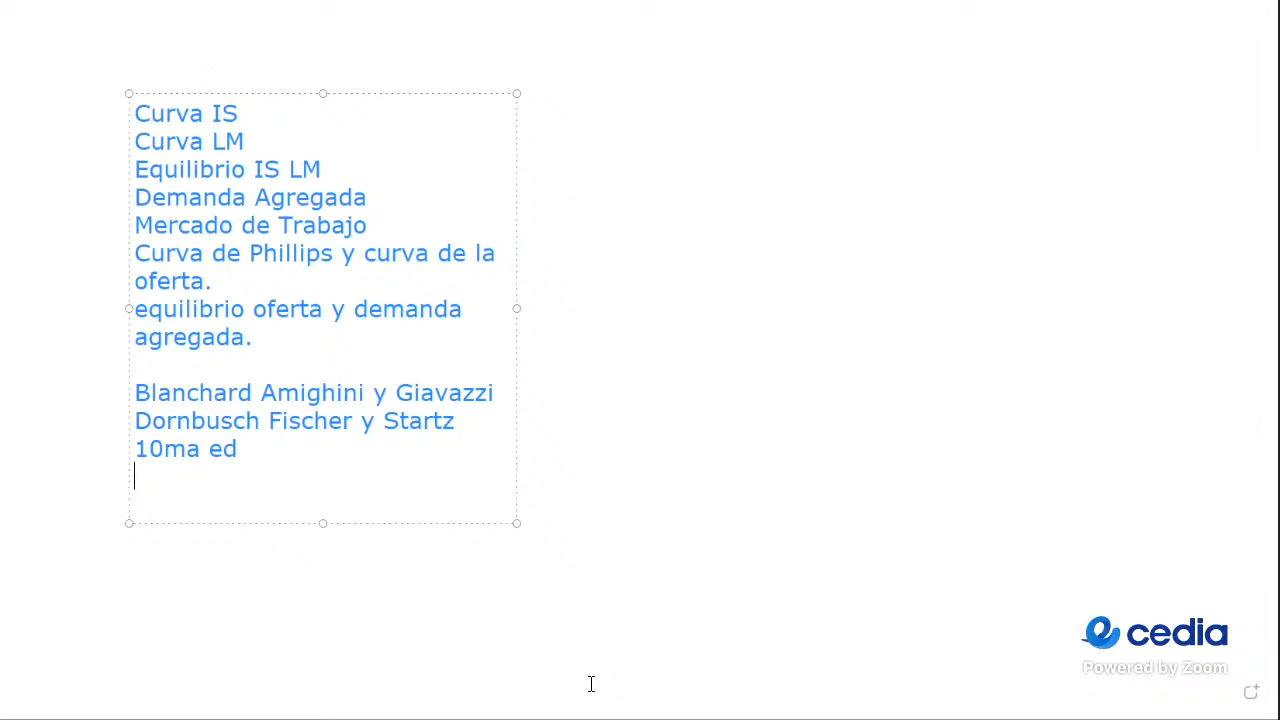 Curva IS
Curva LM
Equilibrio IS LM
Demanda Agregada
Mercado de Trabajo
Curva de Phillips y curva de la
oferta.
equilibrio oferta y demanda
agregada.
Blanchard Amighini y Giavazzi
Dornbusch Fischer y Startz
10ma ed
cedia
Powered by Zoom